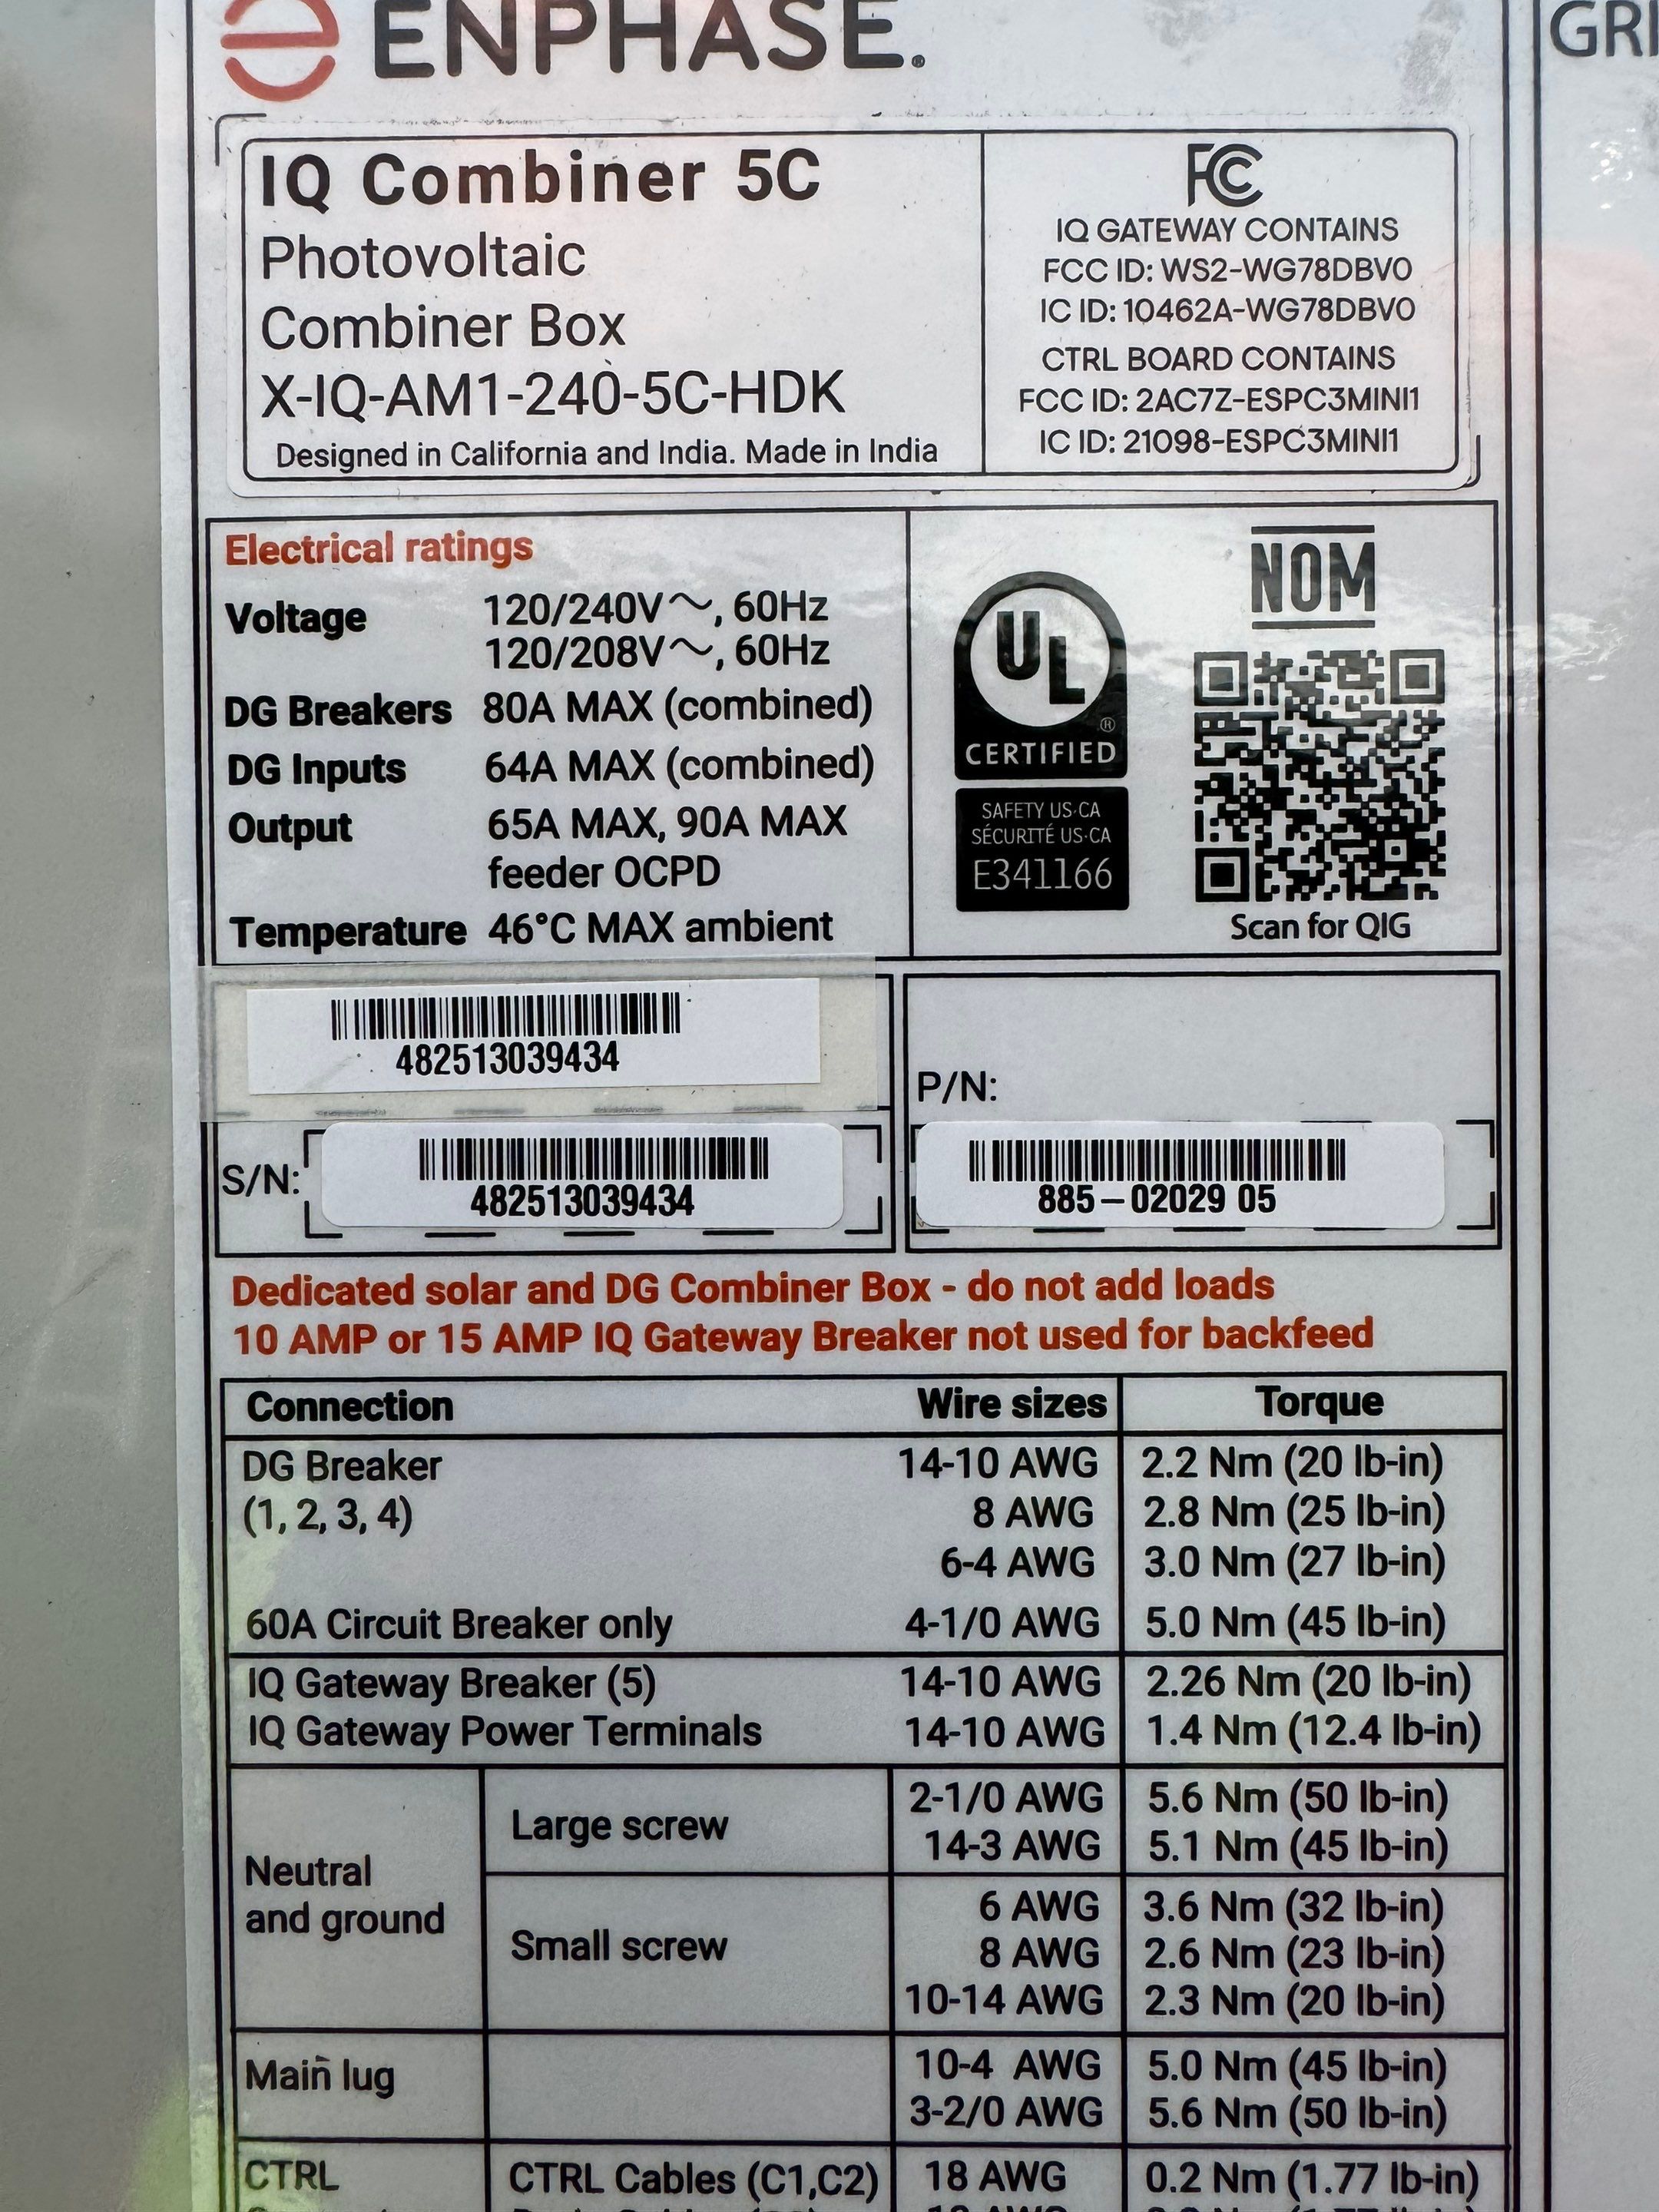 ENPHASE®
GRI
IQ Combiner 5C
Photovoltaic
Combiner Box
X-IQ-AM1-240-5C-HDK
Designed in California and India. Made in India
FC
IQ GATEWAY CONTAINS
FCC ID: WS2-WG78DBV0
IC ID: 10462A-WG78DBV0
CTRL BOARD CONTAINS
FCC ID: 2AC7Z-ESPC3MINI1
IC ID: 21098-ESPC3MINI1
Electrical ratings
Voltage 120/240V～, 60Hz
120/208V～, 60Hz
DG Breakers 80A MAX (combined)
DG Inputs 64A MAX (combined)
Output 65A MAX, 90A MAX
feeder OCPD
Temperature 46°C MAX ambient
UL ®
CERTIFIED
SAFETY US·CA
SÉCURITÉ US·CA
E341166
NOM
Scan for QIG
482513039434
S/N: 482513039434
P/N:
885-02029 05
Dedicated solar and DG Combiner Box - do not add loads
10 AMP or 15 AMP IQ Gateway Breaker not used for backfeed
Connection Wire sizes Torque
DG Breaker 14-10 AWG 2.2 Nm (20 lb-in)
(1, 2, 3, 4) 8 AWG 2.8 Nm (25 lb-in)
6-4 AWG 3.0 Nm (27 lb-in)
60A Circuit Breaker only 4-1/0 AWG 5.0 Nm (45 lb-in)
IQ Gateway Breaker (5) 14-10 AWG 2.26 Nm (20 lb-in)
IQ Gateway Power Terminals 14-10 AWG 1.4 Nm (12.4 lb-in)
Neutral
and ground
Large screw
2-1/0 AWG 5.6 Nm (50 lb-in)
14-3 AWG 5.1 Nm (45 lb-in)
Small screw
6 AWG 3.6 Nm (32 lb-in)
8 AWG 2.6 Nm (23 lb-in)
10-14 AWG 2.3 Nm (20 lb-in)
Main lug
10-4 AWG 5.0 Nm (45 lb-in)
3-2/0 AWG 5.6 Nm (50 lb-in)
CTRL CTRL Cables (C1,C2) 18 AWG 0.2 Nm (1.77 lb-in)